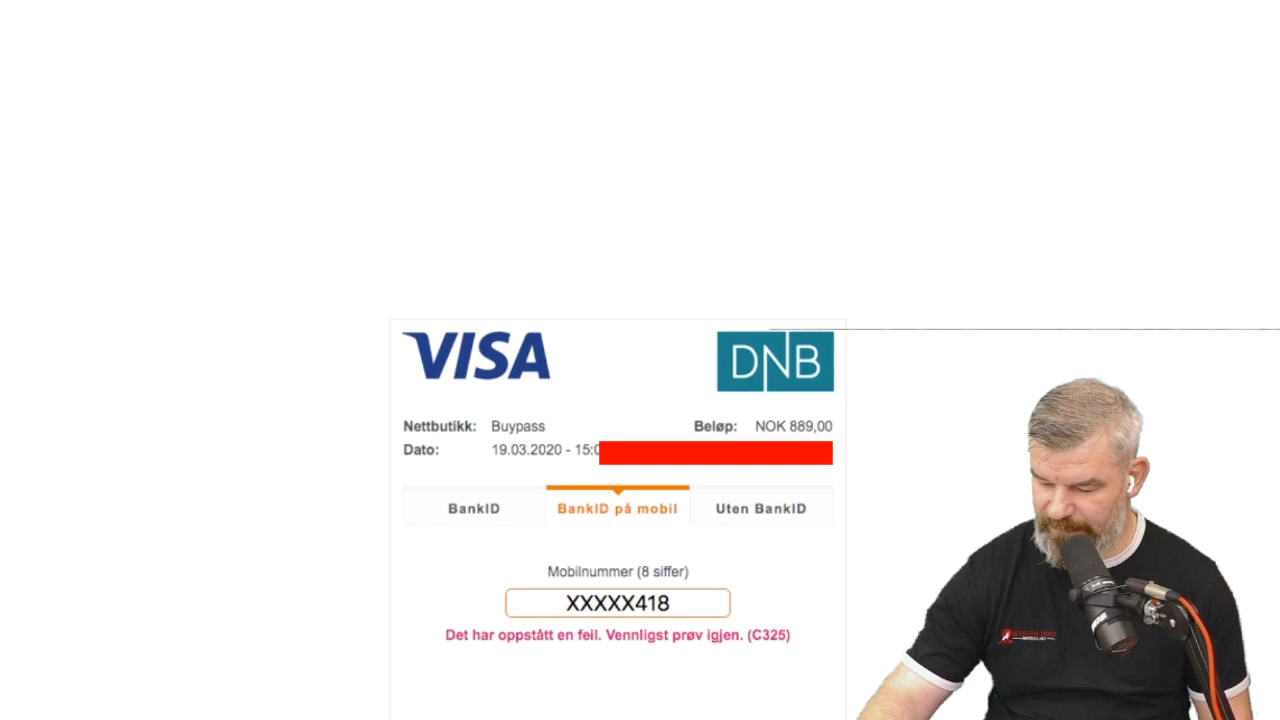 VISA
DNB
Nettbutikk: Buypass Beløp: NOK 889,00
Dato: 19.03.2020 - 15:0
BankID BankID på mobil Uten BankID
Mobilnummer (8 siffer)
XXXXX418
Det har oppstått en feil. Vennligst prøv igjen. (C325)